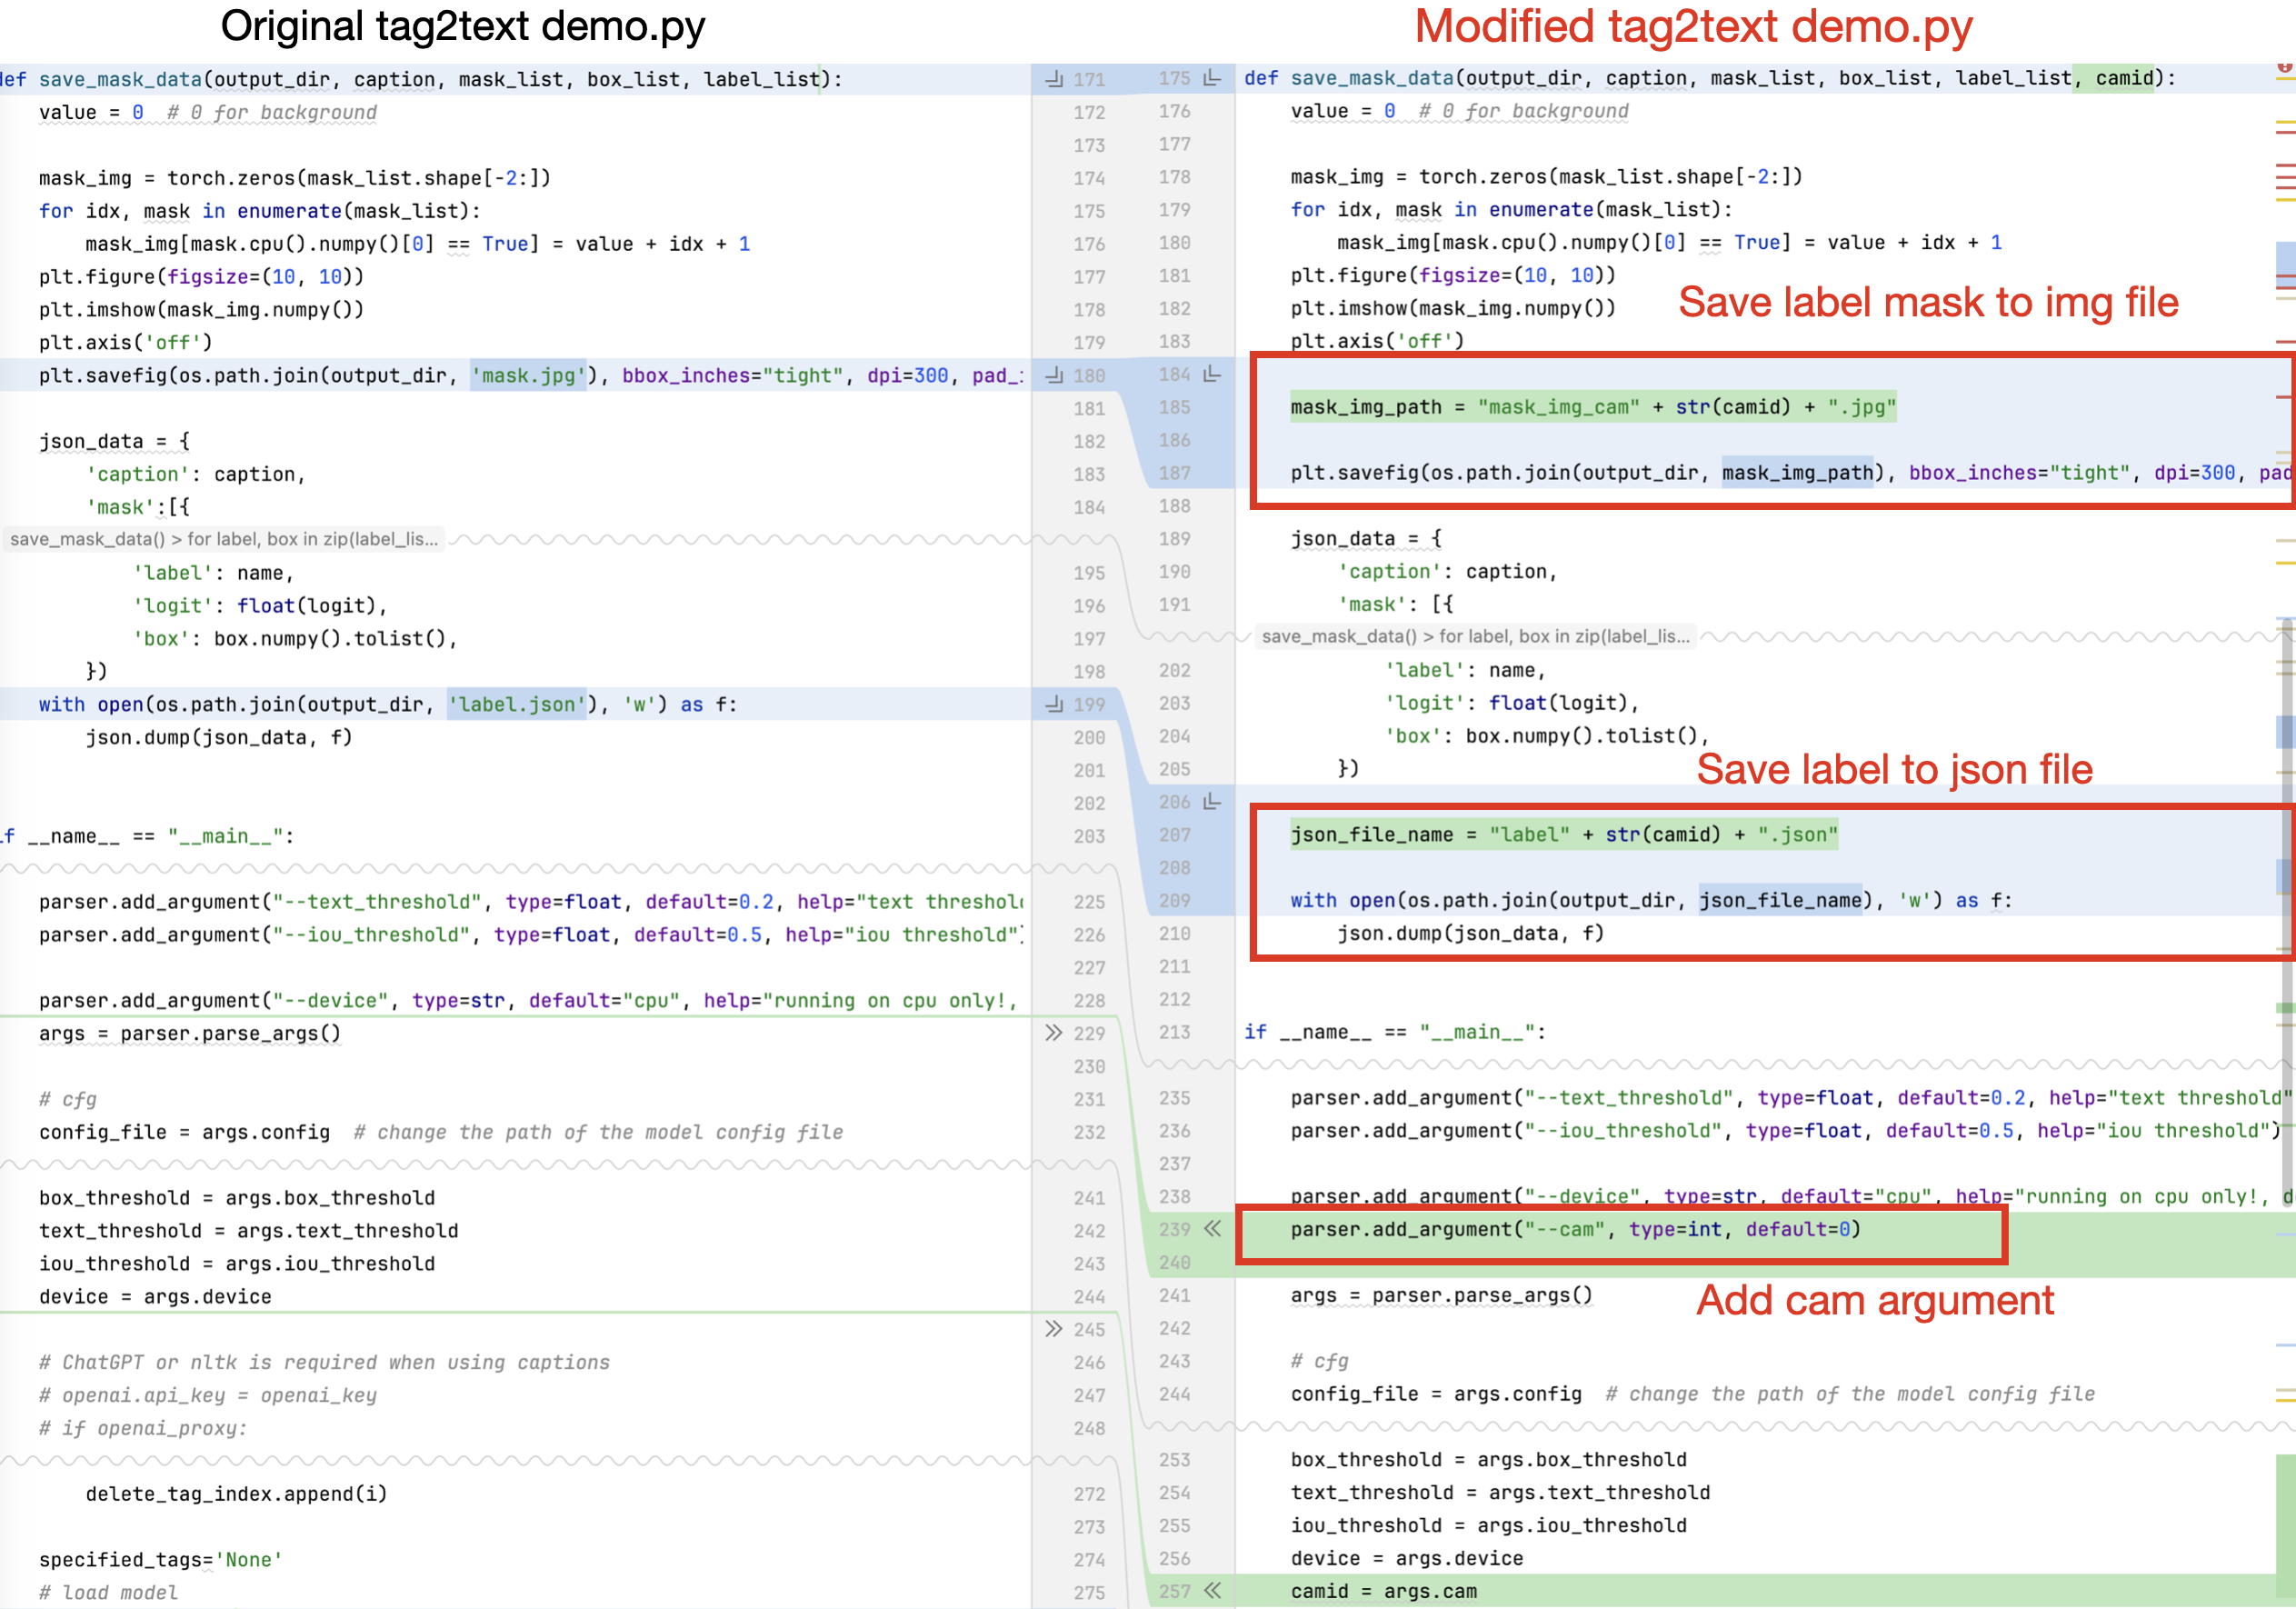 Original tag2text demo.py
def save_mask_data(output_dir, caption, mask_list, box_list, label_list):
171
value = 0  # 0 for background
172
173
mask_img = torch.zeros(mask_list.shape[-2:])
174
for idx, mask in enumerate(mask_list):
175
mask_img[mask.cpu().numpy()[0] == True] = value + idx + 1
176
plt.figure(figsize=(10, 10))
177
plt.imshow(mask_img.numpy())
178
plt.axis('off')
179
plt.savefig(os.path.join(output_dir, 'mask.jpg'), bbox_inches="tight", dpi=300, pad_
180
181
json_data = {
182
'caption': caption,
183
'mask':[{
184
save_mask_data() > for label, box in zip(label_lis...
'label': name,
195
'logit': float(logit),
196
'box': box.numpy().tolist(),
197
})
198
with open(os.path.join(output_dir, 'label.json'), 'w') as f:
199
json.dump(json_data, f)
200
201
202
if __name__ == "__main__":
203
parser.add_argument("--text_threshold", type=float, default=0.2, help="text threshol
225
parser.add_argument("--iou_threshold", type=float, default=0.5, help="iou threshold")
226
227
parser.add_argument("--device", type=str, default="cpu", help="running on cpu only!,
228
args = parser.parse_args()
229
230
# cfg
231
config_file = args.config  # change the path of the model config file
232
box_threshold = args.box_threshold
241
text_threshold = args.text_threshold
242
iou_threshold = args.iou_threshold
243
device = args.device
244
245
# ChatGPT or nltk is required when using captions
246
# openai.api_key = openai_key
247
# if openai_proxy:
248
delete_tag_index.append(i)
272
273
specified_tags='None'
274
# load model
275
Modified tag2text demo.py
175
def save_mask_data(output_dir, caption, mask_list, box_list, label_list, camid):
176
value = 0  # 0 for background
177
178
mask_img = torch.zeros(mask_list.shape[-2:])
179
for idx, mask in enumerate(mask_list):
180
mask_img[mask.cpu().numpy()[0] == True] = value + idx + 1
181
plt.figure(figsize=(10, 10))
182
plt.imshow(mask_img.numpy())
Save label mask to img file
183
plt.axis('off')
184
185
mask_img_path = "mask_img_cam" + str(camid) + ".jpg"
186
187
plt.savefig(os.path.join(output_dir, mask_img_path), bbox_inches="tight", dpi=300, pad
188
189
json_data = {
190
'caption': caption,
191
'mask': [{
save_mask_data() > for label, box in zip(label_lis...
202
'label': name,
203
'logit': float(logit),
204
'box': box.numpy().tolist(),
205
})
Save label to json file
206
207
json_file_name = "label" + str(camid) + ".json"
208
209
with open(os.path.join(output_dir, json_file_name), 'w') as f:
210
json.dump(json_data, f)
211
212
213
if __name__ == "__main__":
235
parser.add_argument("--text_threshold", type=float, default=0.2, help="text threshold"
236
parser.add_argument("--iou_threshold", type=float, default=0.5, help="iou threshold")
237
238
parser.add_argument("--device", type=str, default="cpu", help="running on cpu only!, d
239
parser.add_argument("--cam", type=int, default=0)
240
241
args = parser.parse_args()
Add cam argument
242
243
# cfg
244
config_file = args.config  # change the path of the model config file
253
box_threshold = args.box_threshold
254
text_threshold = args.text_threshold
255
iou_threshold = args.iou_threshold
256
device = args.device
257
camid = args.cam